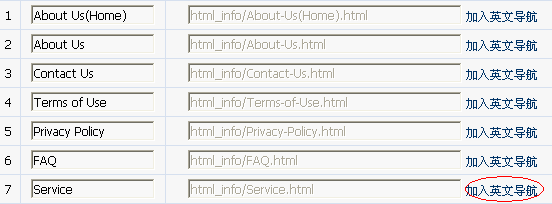 1 About Us(Home) html_info/About-Us(Home).html 加入英文导航
2 About Us html_info/About-Us.html 加入英文导航
3 Contact Us html_info/Contact-Us.html 加入英文导航
4 Terms of Use html_info/Terms-of-Use.html 加入英文导航
5 Privacy Policy html_info/Privacy-Policy.html 加入英文导航
6 FAQ html_info/FAQ.html 加入英文导航
7 Service html_info/Service.html 加入英文导航